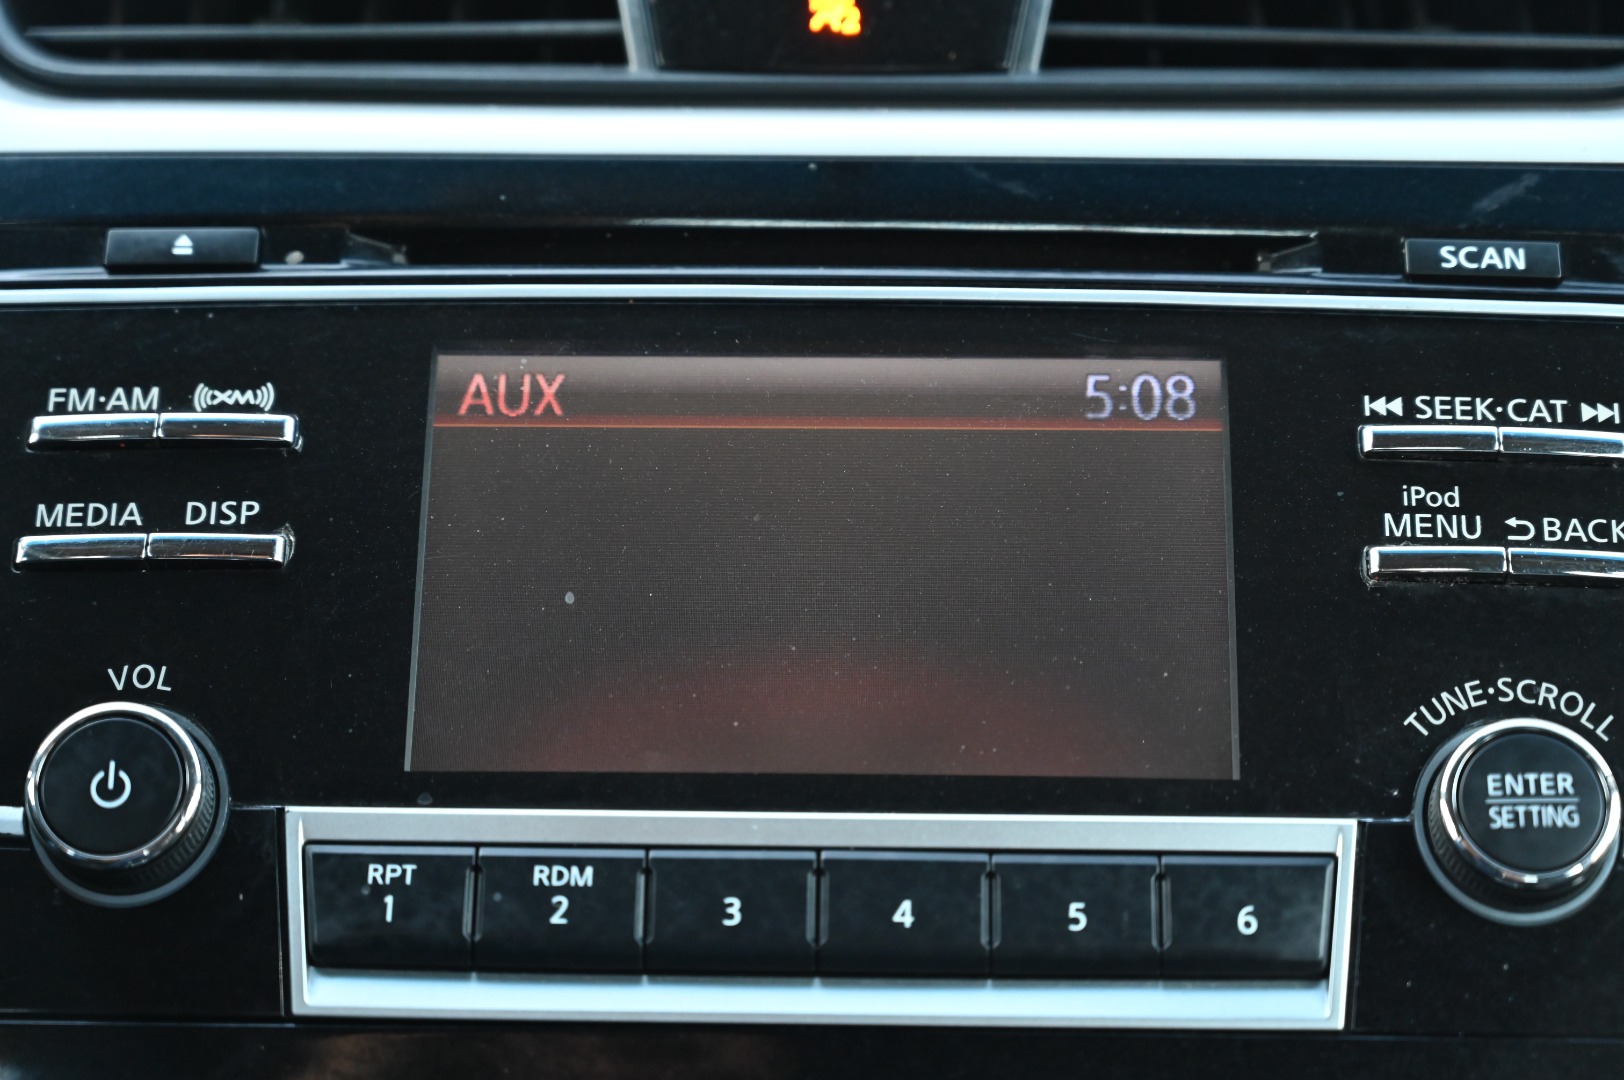 SCAN
FM·AM XM
AUX 5:08
SEEK·CAT
MEDIA DISP
iPod
MENU BACK
VOL
TUNE·SCROLL
ENTER
SETTING
RPT RDM
1 2 3 4 5 6